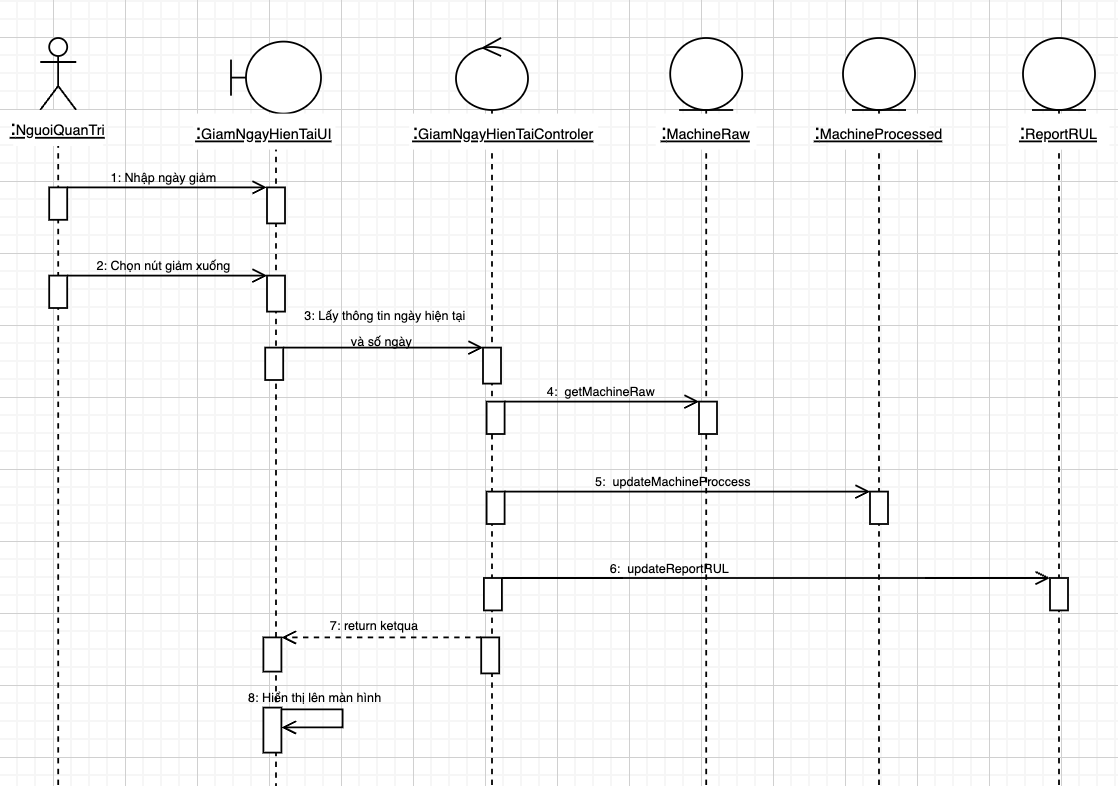 :NguoiQuanTri
:GiamNgayHienTaiUI
:GiamNgayHienTaiControler
:MachineRaw
:MachineProcessed
:ReportRUL
1: Nhập ngày giảm
2: Chọn nút giảm xuống
3: Lấy thông tin ngày hiện tại
và số ngày
4: getMachineRaw
5: updateMachineProccess
6: updateReportRUL
7: return ketqua
8: Hiển thị lên màn hình